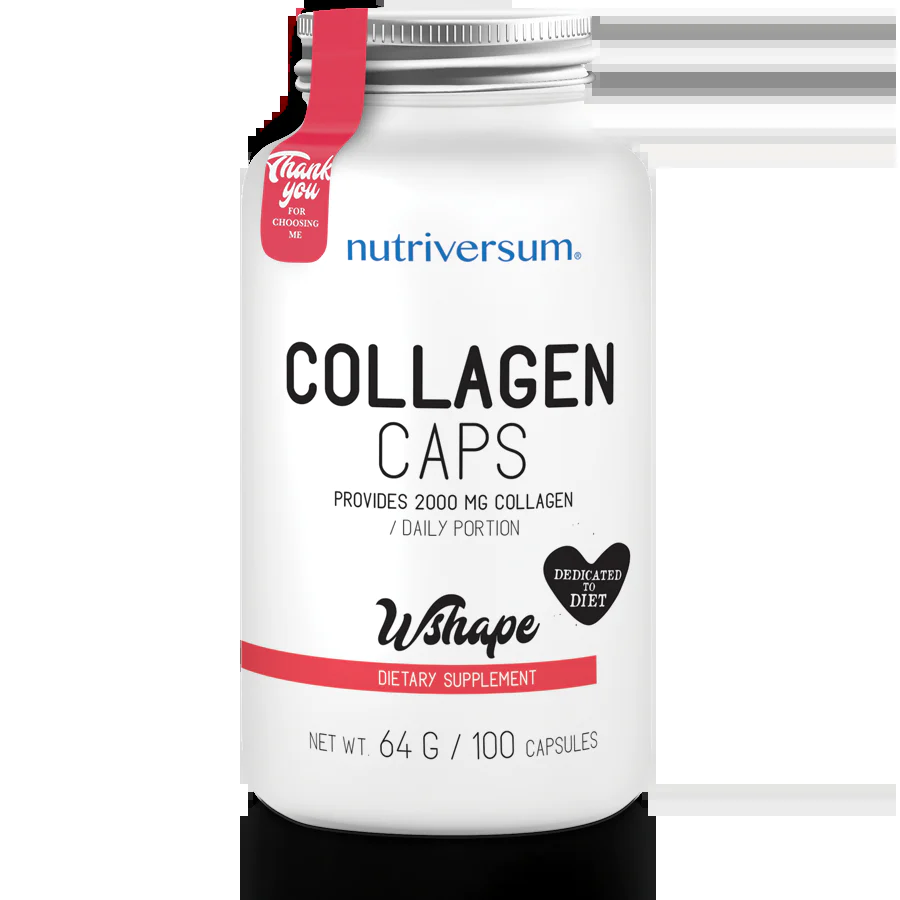 Thank
you
FOR
CHOOSING
ME
nutriversum®
COLLAGEN
CAPS
PROVIDES 2000 MG COLLAGEN
/ DAILY PORTION
DEDICATED
TO
DIET
Wshape
DIETARY SUPPLEMENT
NET WT. 64 G / 100 CAPSULES